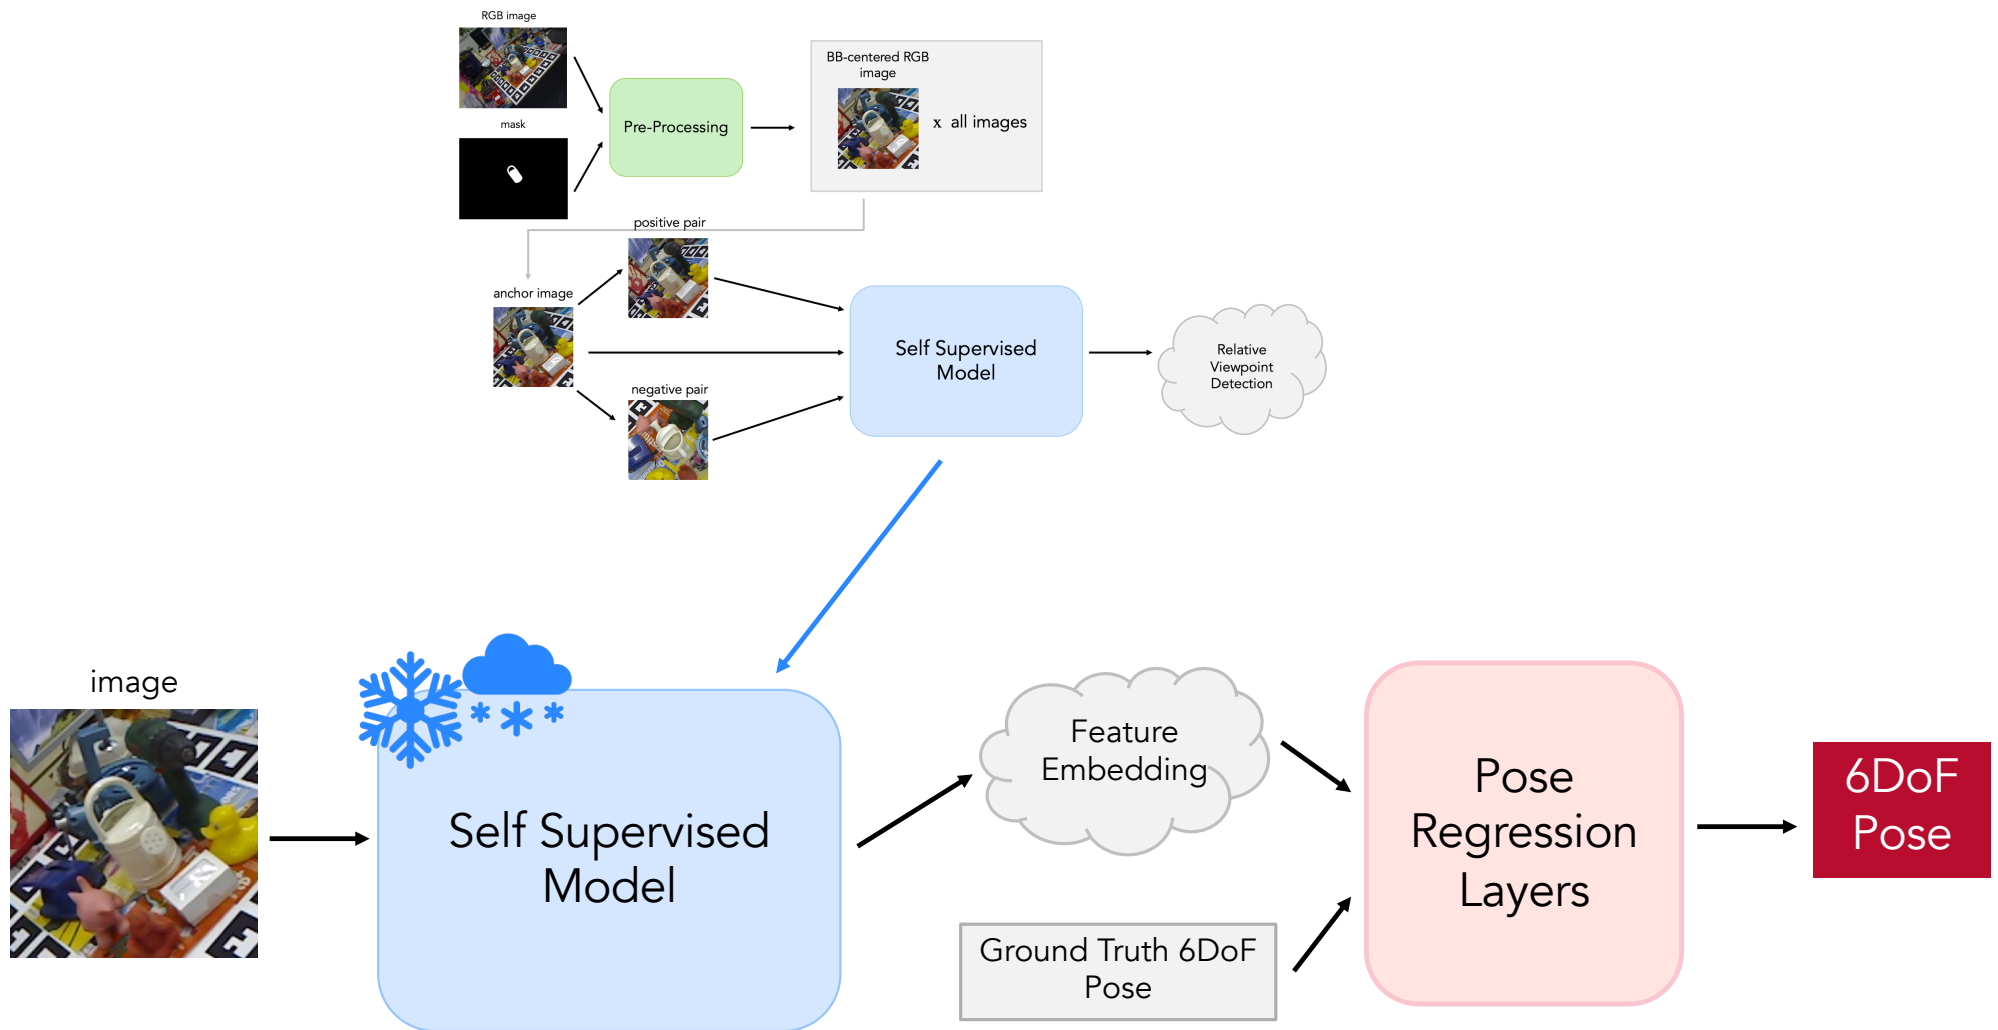 RGB image
mask
Pre-Processing
BB-centered RGB
image
x all images
positive pair
anchor image
negative pair
Self Supervised
Model
Relative
Viewpoint
Detection
image
Self Supervised
Model
Feature
Embedding
Ground Truth 6DoF
Pose
Pose
Regression
Layers
6DoF
Pose